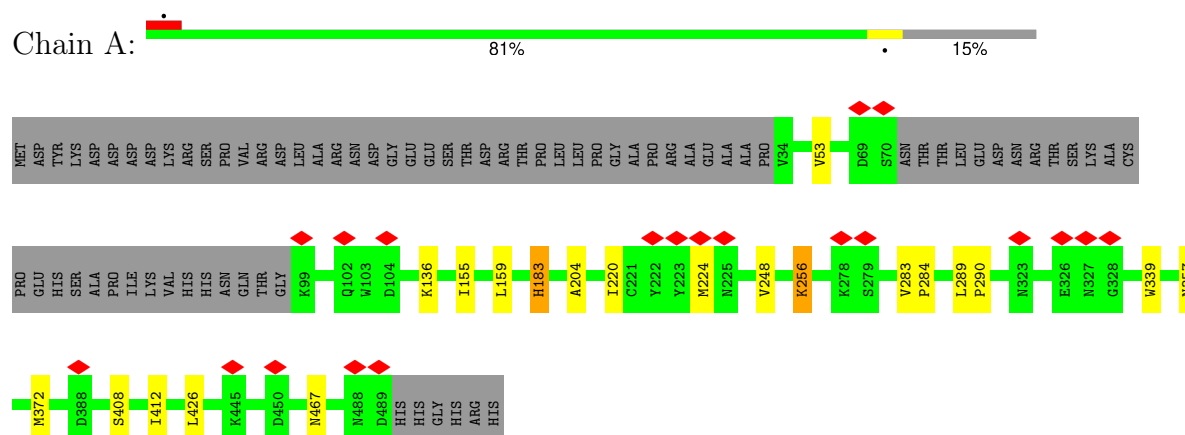 Chain A:
81% 15%
MET ASP TYR LYS ASP ASP ASP ASP LYS ARG SER PRO VAL ARG ASP LEU ALA ARG ASN ASP GLY GLU GLU SER THR ASP ARG THR PRO LEU LEU PRO GLY ALA PRO ARG ALA GLU ALA ALA PRO V34 V53 D69 S70 ASN THR THR LEU GLU ASP ASN ARG THR SER LYS ALA CYS
PRO GLU HIS SER ALA PRO ILE LYS VAL HIS HIS ASN GLN THR GLY K99 Q102 W103 D104 K136 I155 L159 H183 A204 I220 C221 Y222 Y223 M224 N225 V248 K256 K278 S279 V283 P284 L289 P290 N323 E326 N327 G328 W339
M372 D388 S408 I412 L426 K445 D450 N467 N488 D489 HIS HIS GLY HIS ARG HIS